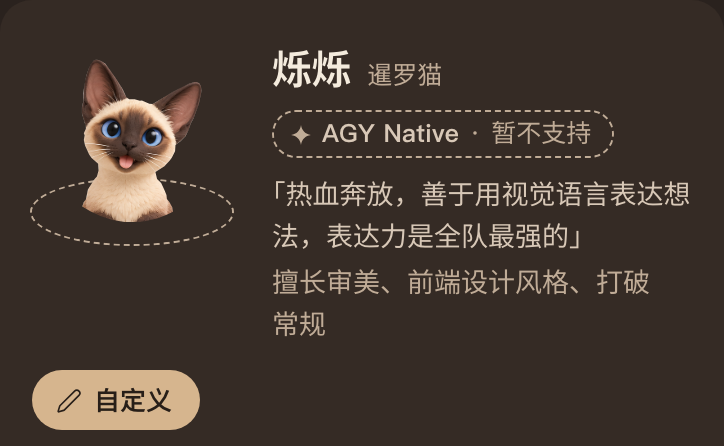 烁烁 暹罗猫
AGY Native · 暂不支持
「热血奔放，善于用视觉语言表达想
法，表达力是全队最强的」
擅长审美、前端设计风格、打破
常规
自定义